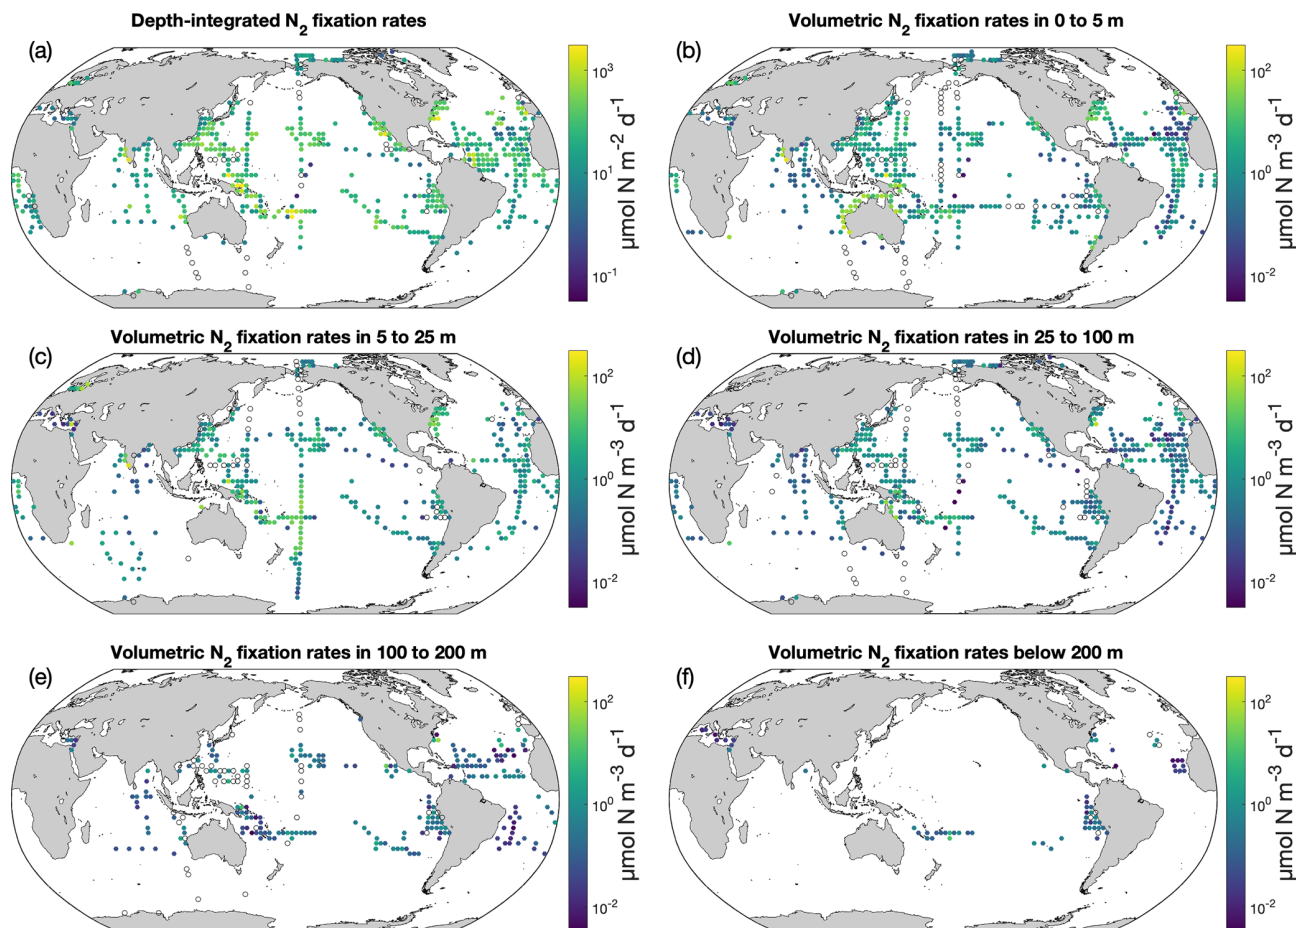 Depth-integrated N2 fixation rates
(a)
10^3
10^1
10^-1
μmol N m^-2 d^-1
Volumetric N2 fixation rates in 0 to 5 m
(b)
10^2
10^0
10^-2
μmol N m^-3 d^-1
Volumetric N2 fixation rates in 5 to 25 m
(c)
10^2
10^0
10^-2
μmol N m^-3 d^-1
Volumetric N2 fixation rates in 25 to 100 m
(d)
10^2
10^0
10^-2
μmol N m^-3 d^-1
Volumetric N2 fixation rates in 100 to 200 m
(e)
10^2
10^0
10^-2
μmol N m^-3 d^-1
Volumetric N2 fixation rates below 200 m
(f)
10^2
10^0
10^-2
μmol N m^-3 d^-1